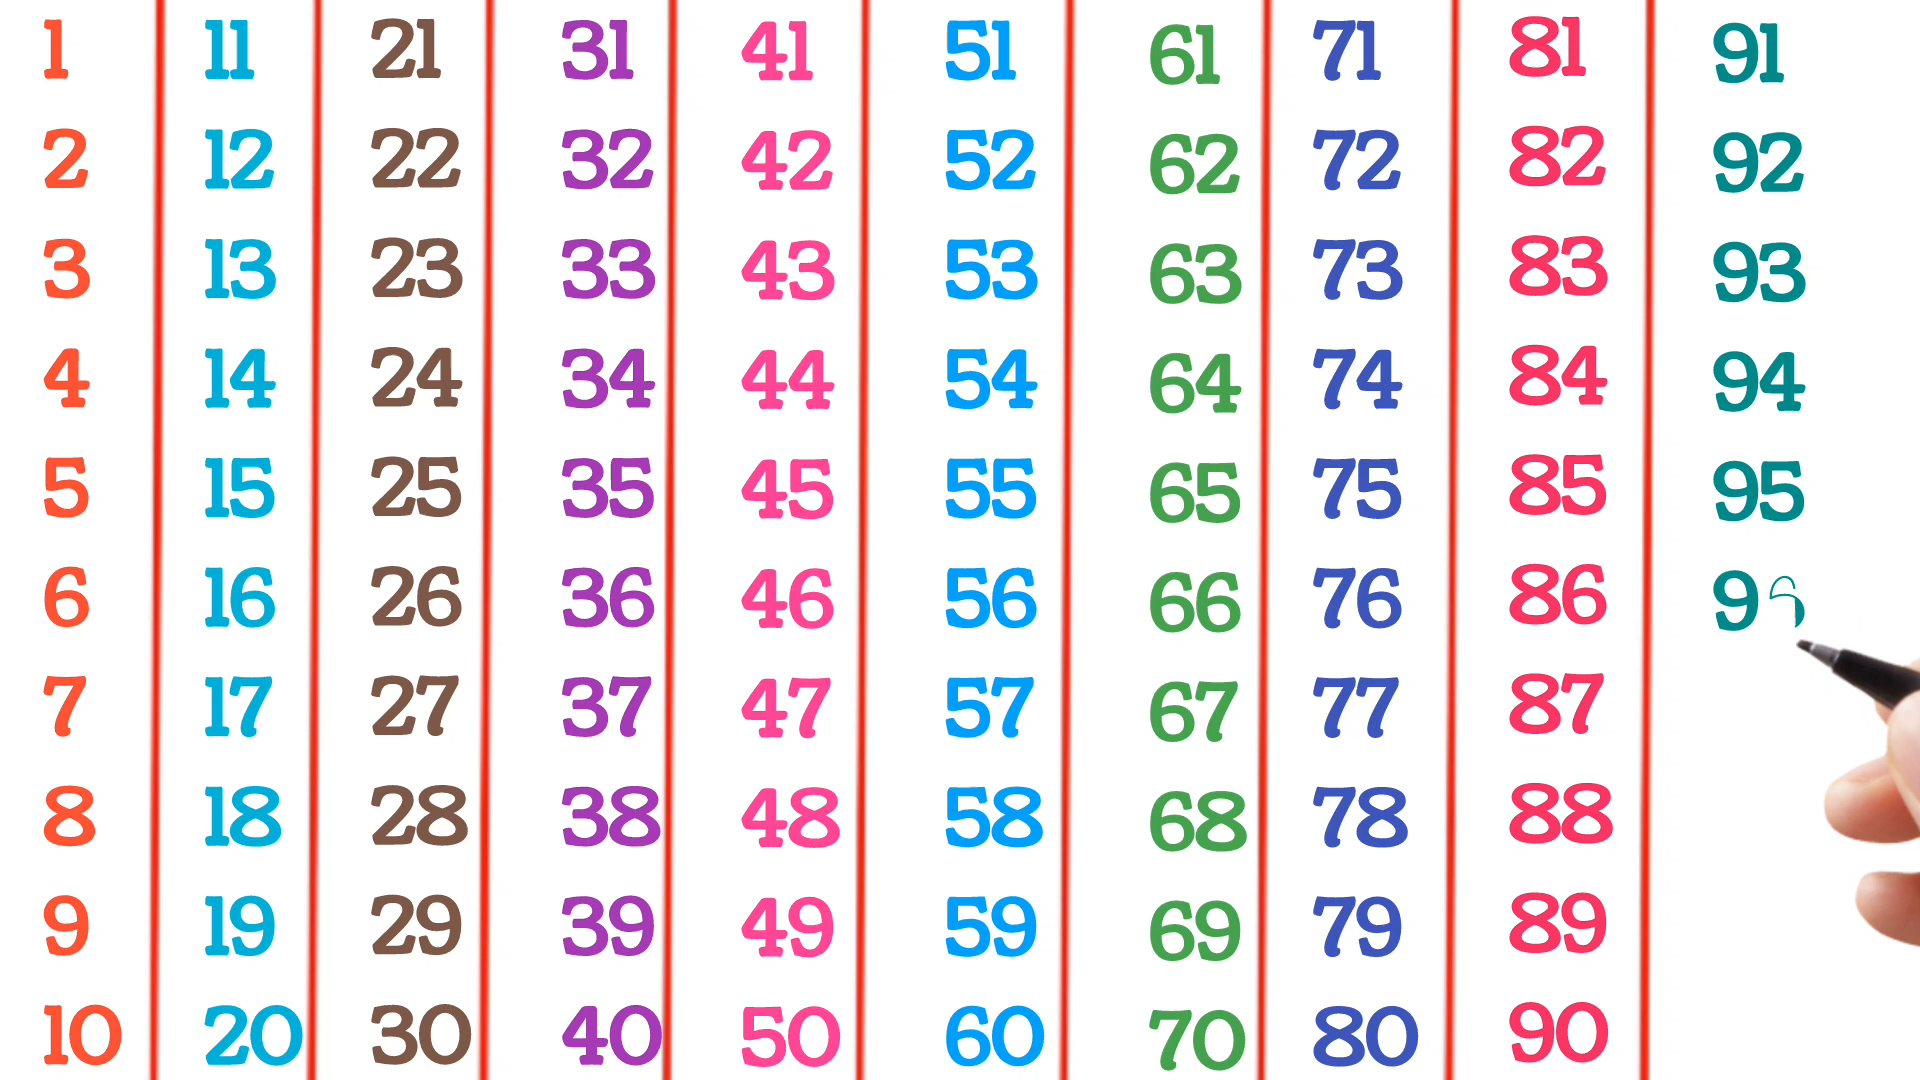 1 11 21 31 41 51 61 71 81 91
2 12 22 32 42 52 62 72 82 92
3 13 23 33 43 53 63 73 83 93
4 14 24 34 44 54 64 74 84 94
5 15 25 35 45 55 65 75 85 95
6 16 26 36 46 56 66 76 86 9
7 17 27 37 47 57 67 77 87
8 18 28 38 48 58 68 78 88
9 19 29 39 49 59 69 79 89
10 20 30 40 50 60 70 80 90